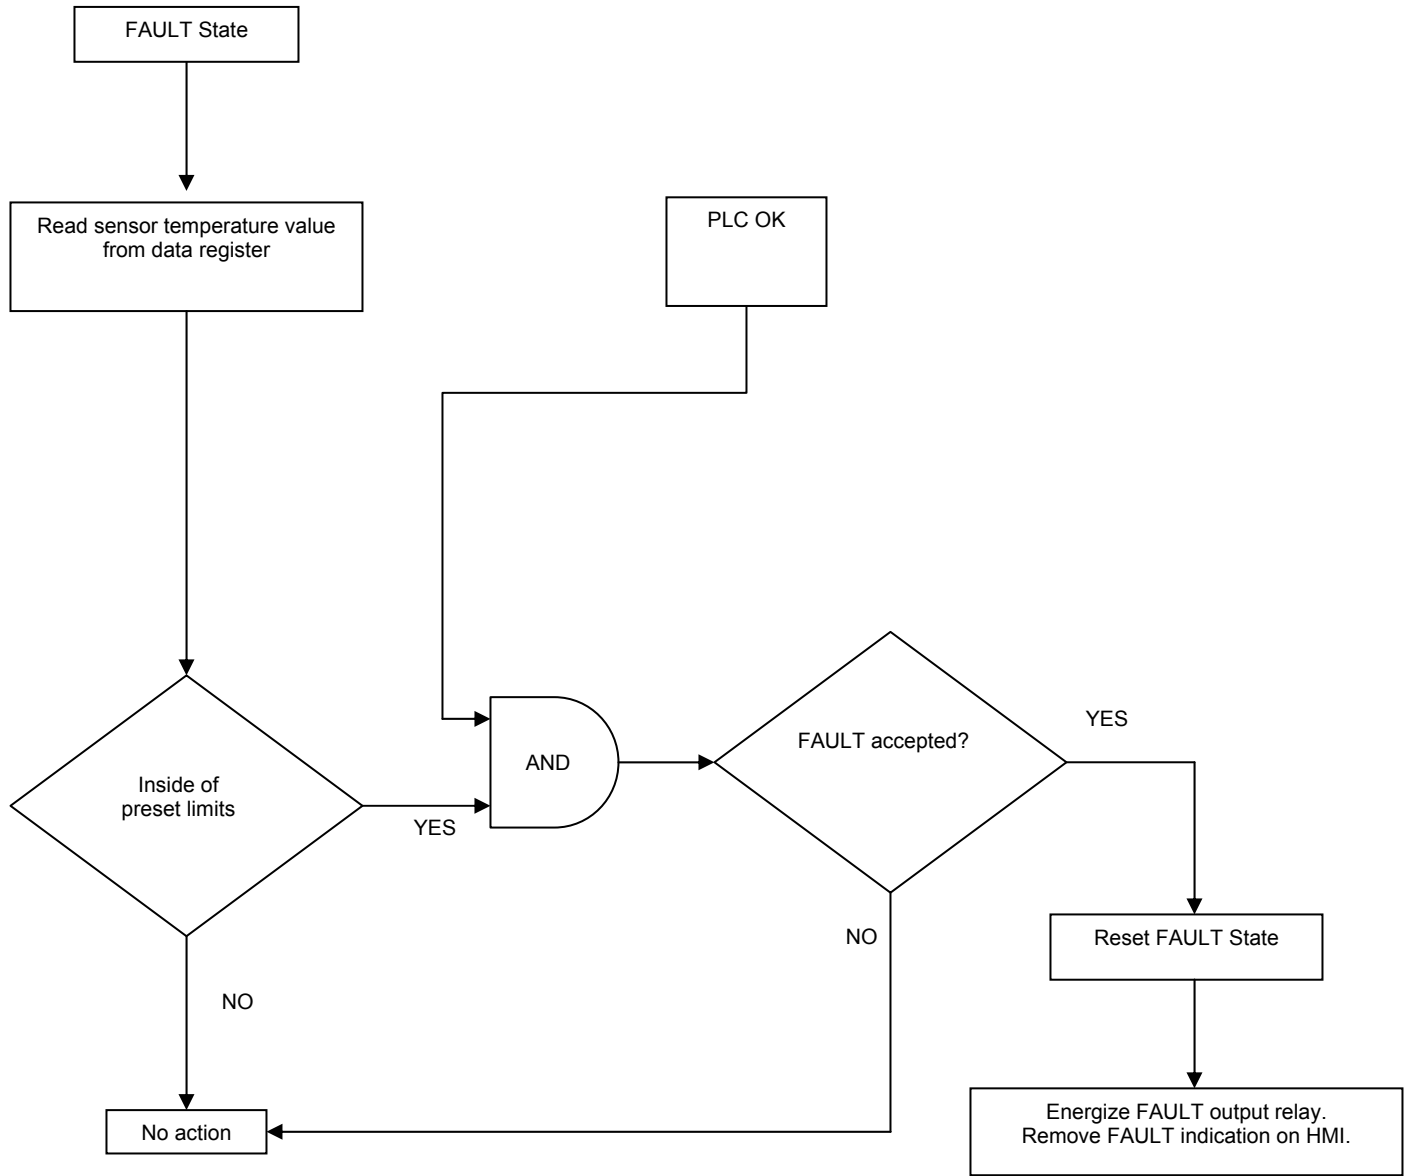 FAULT State
Read sensor temperature value
from data register
PLC OK
Inside of
preset limits
YES
AND
FAULT accepted?
YES
NO
NO
Reset FAULT State
No action
Energize FAULT output relay.
Remove FAULT indication on HMI.